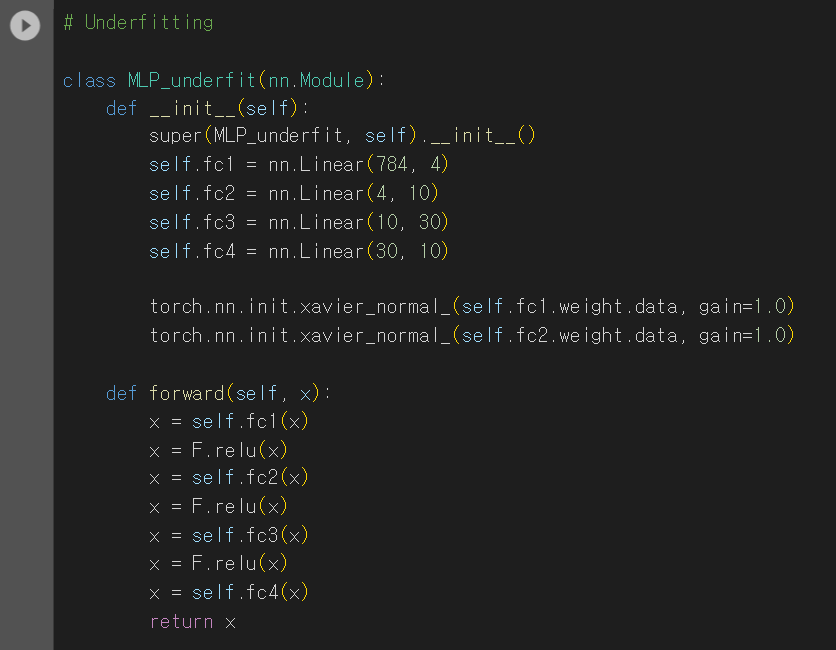 # Underfitting
class MLP_underfit(nn.Module):
    def __init__(self):
        super(MLP_underfit, self).__init__()
        self.fc1 = nn.Linear(784, 4)
        self.fc2 = nn.Linear(4, 10)
        self.fc3 = nn.Linear(10, 30)
        self.fc4 = nn.Linear(30, 10)
        torch.nn.init.xavier_normal_(self.fc1.weight.data, gain=1.0)
        torch.nn.init.xavier_normal_(self.fc2.weight.data, gain=1.0)
    def forward(self, x):
        x = self.fc1(x)
        x = F.relu(x)
        x = self.fc2(x)
        x = F.relu(x)
        x = self.fc3(x)
        x = F.relu(x)
        x = self.fc4(x)
        return x